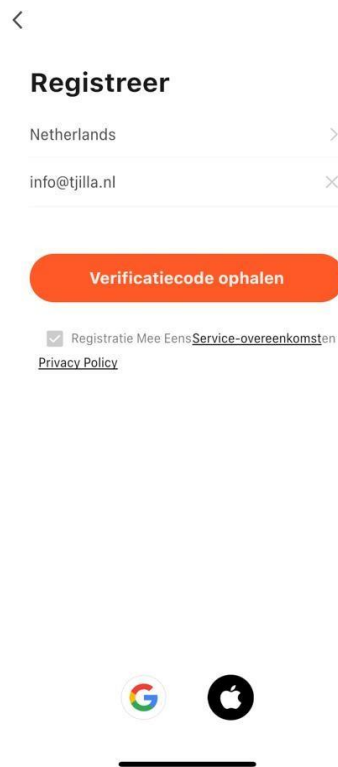 Registreer
Netherlands
info@tjilla.nl
Verificatiecode ophalen
Registratie Mee Eens Service-overeenkomst en
Privacy Policy